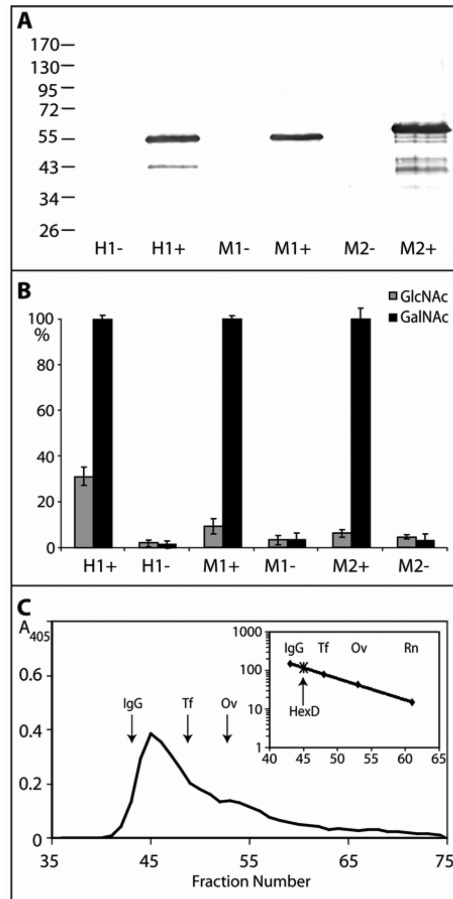 A
170
130
95
72
55
43
34
26
H1- H1+ M1- M1+ M2- M2+
B
GlcNAc
GalNAc
100
%
80
60
40
20
0
H1+ H1- M1+ M1- M2+ M2-
C
A405
0.6
0.4
0.2
0
IgG Tf Ov
1000
100
10
1
IgG Tf Ov Rn
HexD
40 45 50 55 60 65
35 45 55 65 75
Fraction Number